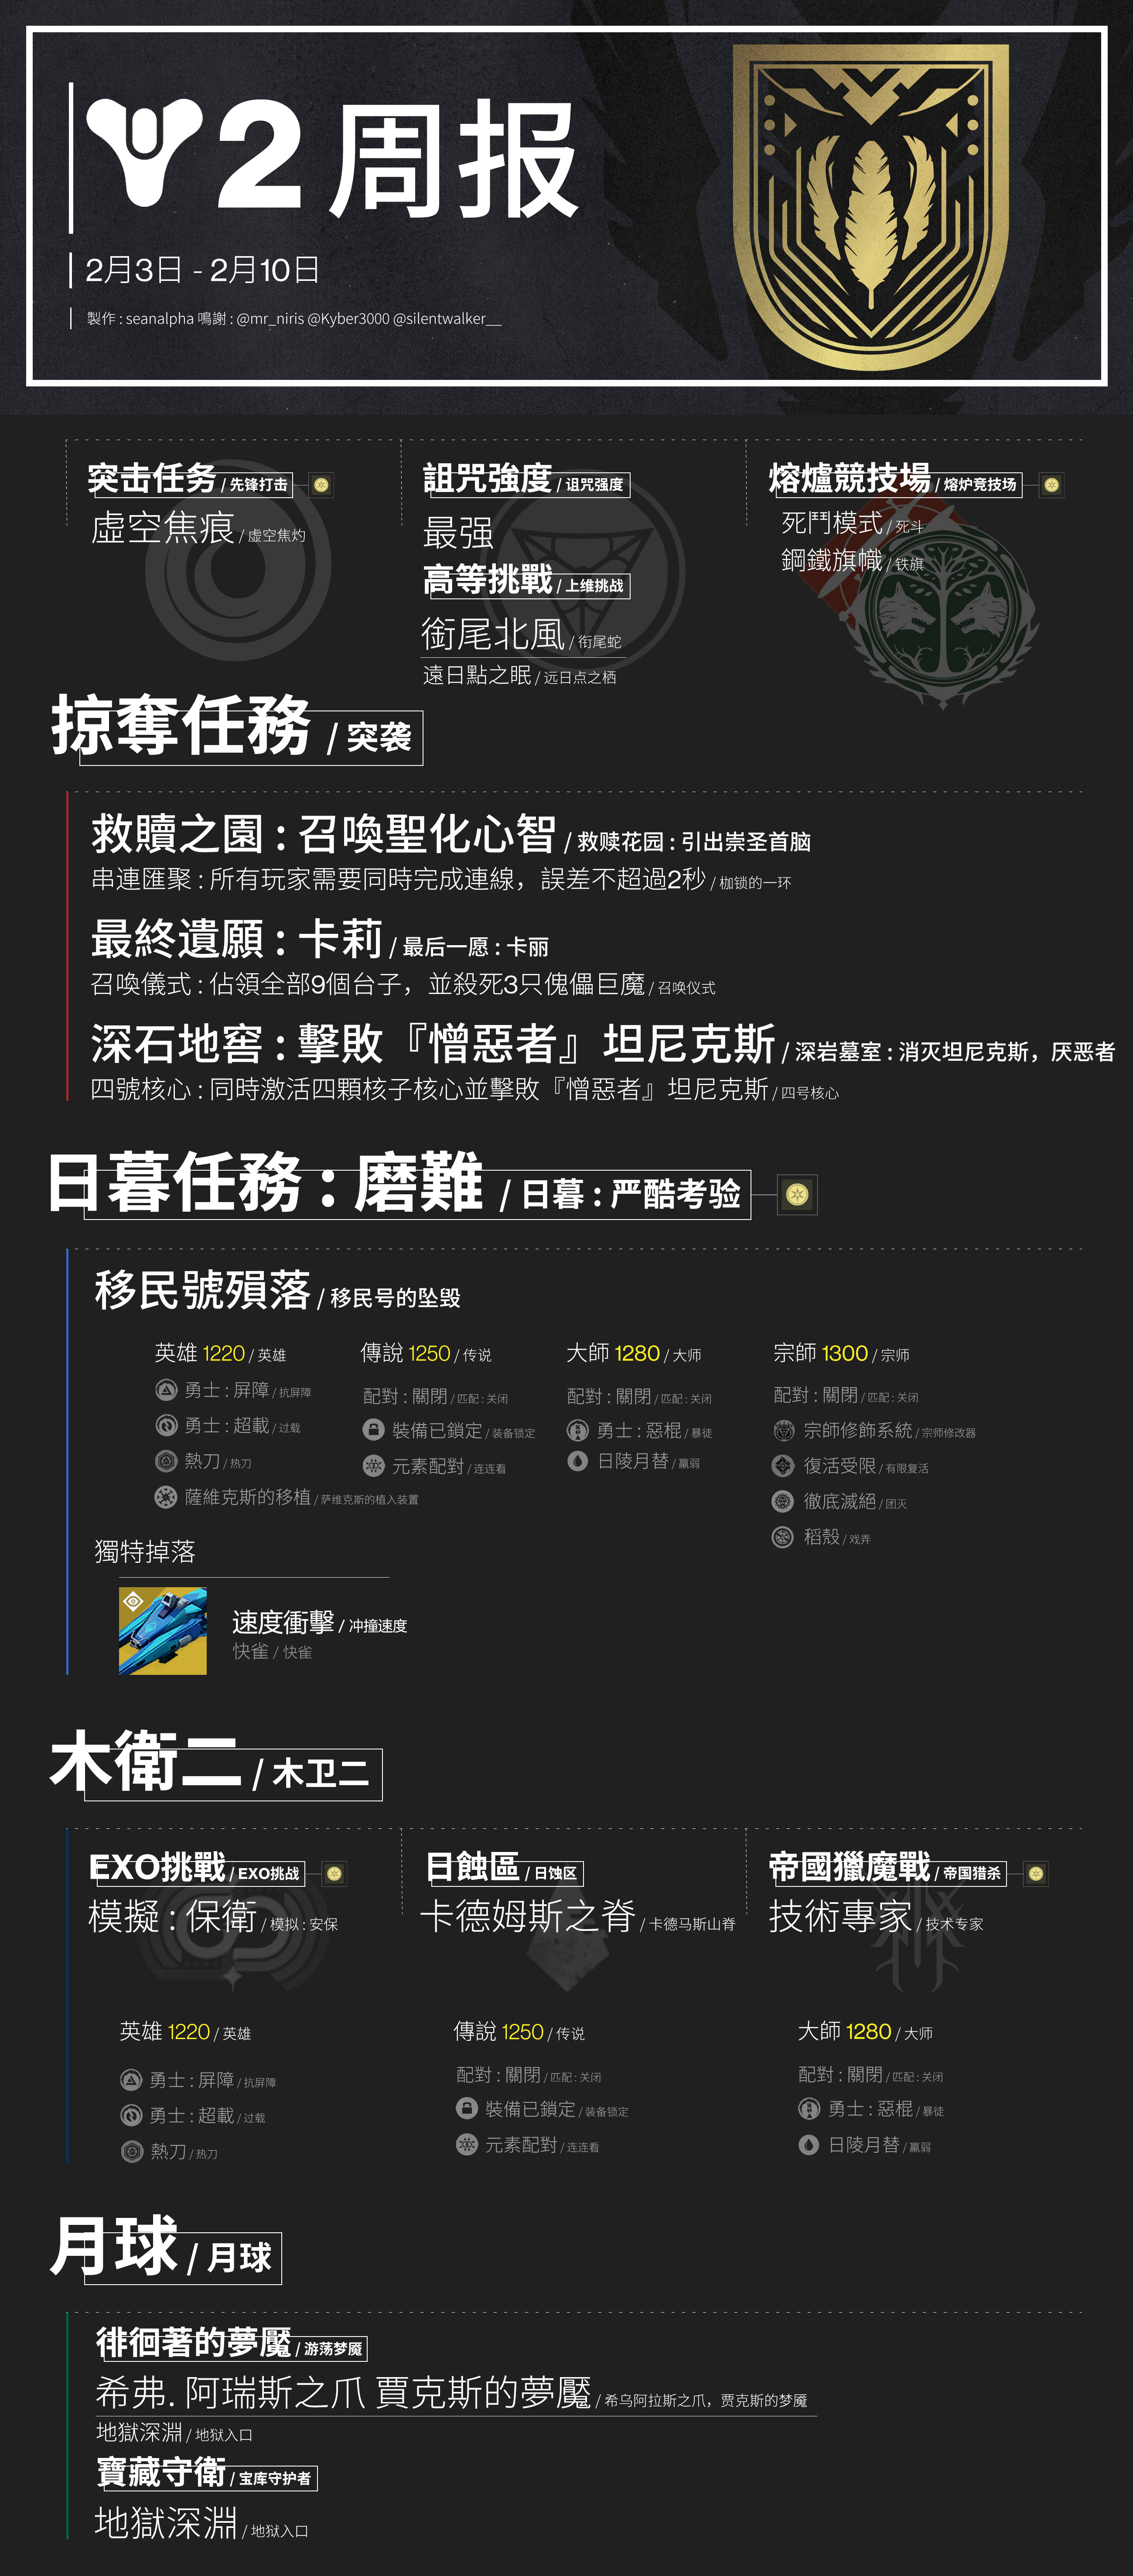 2 周报
2月3日 - 2月10日
製作 : seanalpha 鳴謝 : @mr_niris @Kyber3000 @silentwalker__
突击任务 / 先锋打击
虛空焦痕 / 虚空焦灼
詛咒強度 / 诅咒强度
最强
高等挑戰 / 上维挑战
銜尾北風 / 衔尾蛇
遠日點之眠 / 远日点之栖
熔爐競技場 / 熔炉竞技场
死鬥模式 / 死斗
鋼鐵旗幟 / 铁旗
掠奪任務 / 突袭
救贖之園 : 召喚聖化心智 / 救赎花园 : 引出崇圣首脑
串連匯聚 : 所有玩家需要同時完成連線，誤差不超過2秒 / 枷锁的一环
最終遺願 : 卡莉 / 最后一愿 : 卡丽
召喚儀式 : 佔領全部9個台子，並殺死3只傀儡巨魔 / 召唤仪式
深石地窖 : 擊敗『憎惡者』坦尼克斯 / 深岩墓室 : 消灭坦尼克斯，厌恶者
四號核心 : 同時激活四顆核子核心並擊敗『憎惡者』坦尼克斯 / 四号核心
日暮任務 : 磨難 / 日暮 : 严酷考验
移民號殞落 / 移民号的坠毁
英雄 1220 / 英雄
勇士 : 屏障 / 抗屏障
勇士 : 超載 / 过载
熱刀 / 热刀
薩維克斯的移植 / 萨维克斯的植入装置
傳說 1250 / 传说
配對 : 關閉 / 匹配 : 关闭
裝備已鎖定 / 装备锁定
元素配對 / 连连看
大師 1280 / 大师
配對 : 關閉 / 匹配 : 关闭
勇士 : 惡棍 / 暴徒
日陵月替 / 羸弱
宗師 1300 / 宗师
配對 : 關閉 / 匹配 : 关闭
宗師修飾系統 / 宗师修改器
復活受限 / 有限复活
徹底滅絕 / 团灭
稻殼 / 戏弄
獨特掉落
速度衝擊 / 冲撞速度
快雀 / 快雀
木衛二 / 木卫二
EXO挑戰 / EXO挑战
模擬 : 保衛 / 模拟 : 安保
日蝕區 / 日蚀区
卡德姆斯之脊 / 卡德马斯山脊
帝國獵魔戰 / 帝国猎杀
技術專家 / 技术专家
英雄 1220 / 英雄
勇士 : 屏障 / 抗屏障
勇士 : 超載 / 过载
熱刀 / 热刀
傳說 1250 / 传说
配對 : 關閉 / 匹配 : 关闭
裝備已鎖定 / 装备锁定
元素配對 / 连连看
大師 1280 / 大师
配對 : 關閉 / 匹配 : 关闭
勇士 : 惡棍 / 暴徒
日陵月替 / 羸弱
月球 / 月球
徘徊著的夢魘 / 游荡梦魇
希弗. 阿瑞斯之爪 賈克斯的夢魘 / 希乌阿拉斯之爪，贾克斯的梦魇
地獄深淵 / 地狱入口
寶藏守衛 / 宝库守护者
地獄深淵 / 地狱入口